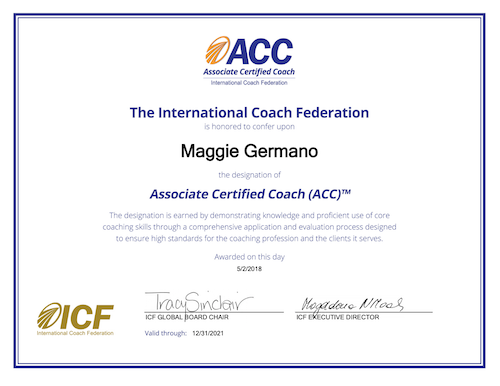 ACC
Associate Certified Coach
International Coach Federation
The International Coach Federation
is honored to confer upon
Maggie Germano
the designation of
Associate Certified Coach (ACC)™
The designation is earned by demonstrating knowledge and proficient use of core
coaching skills through a comprehensive application and evaluation process designed
to ensure high standards for the coaching profession and the clients it serves.
Awarded on this day
5/2/2018
Tracy Sinclair
ICF GLOBAL BOARD CHAIR
ICF EXECUTIVE DIRECTOR
ICF
International Coach Federation
Valid through: 12/31/2021